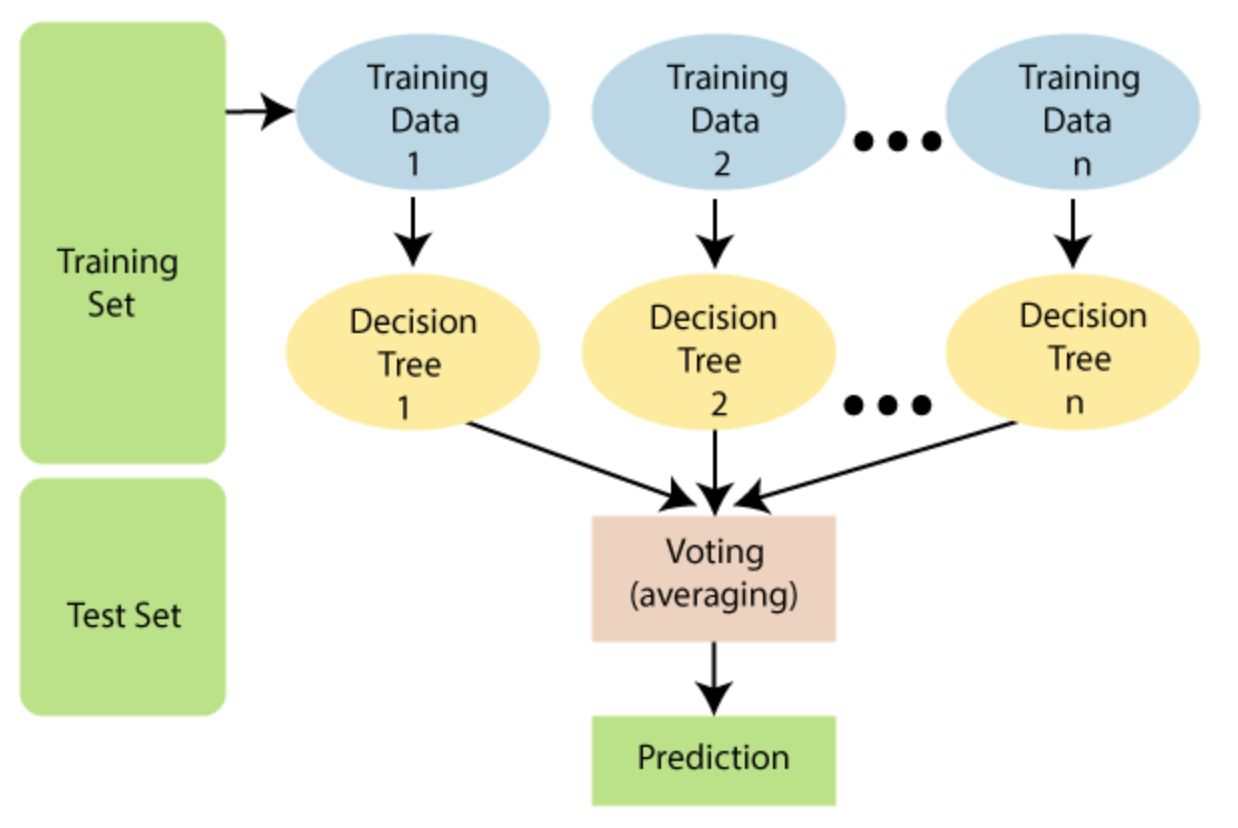 Training
Set
Test Set
Training
Data
1
Training
Data
2
Training
Data
n
Decision
Tree
1
Decision
Tree
2
Decision
Tree
n
Voting
(averaging)
Prediction